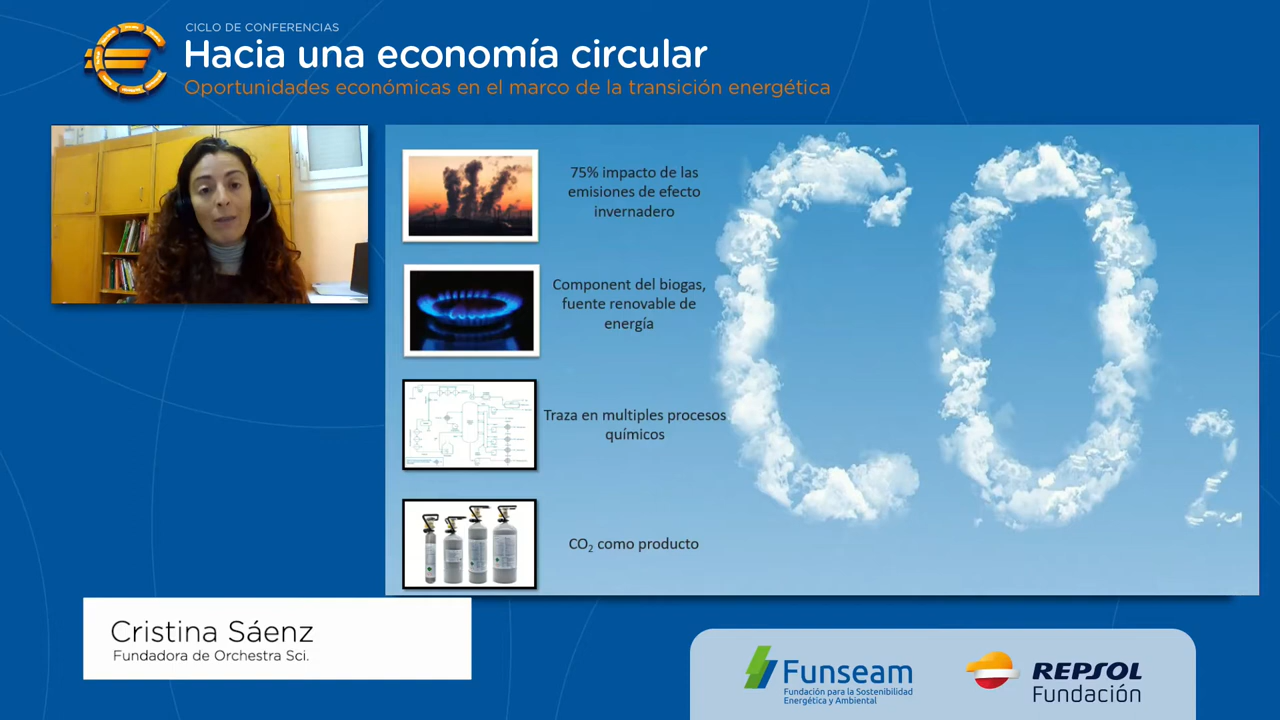 CICLO DE CONFERENCIAS
Hacia una economía circular
Oportunidades económicas en el marco de la transición energética
75% impacto de las
emisiones de efecto
invernadero
Component del biogas,
fuente renovable de
energía
Traza en multiples procesos
químicos
CO₂ como producto
CO₂
Cristina Sáenz
Fundadora de Orchestra Sci.
Funseam
Fundación para la Sostenibilidad
Energética y Ambiental
REPSOL
Fundación